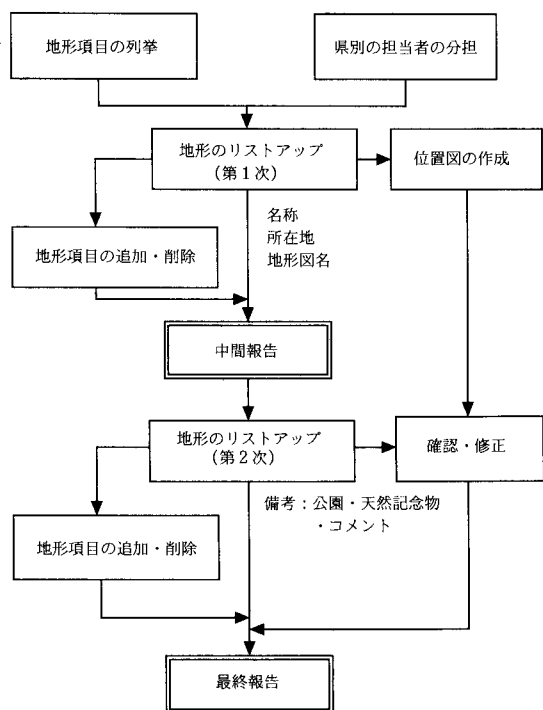 地形項目の列挙
県別の担当者の分担
地形のリストアップ
(第1次)
位置図の作成
名称
所在地
地形図名
地形項目の追加・削除
中間報告
地形のリストアップ
(第2次)
確認・修正
備考：公園・天然記念物
・コメント
地形項目の追加・削除
最終報告